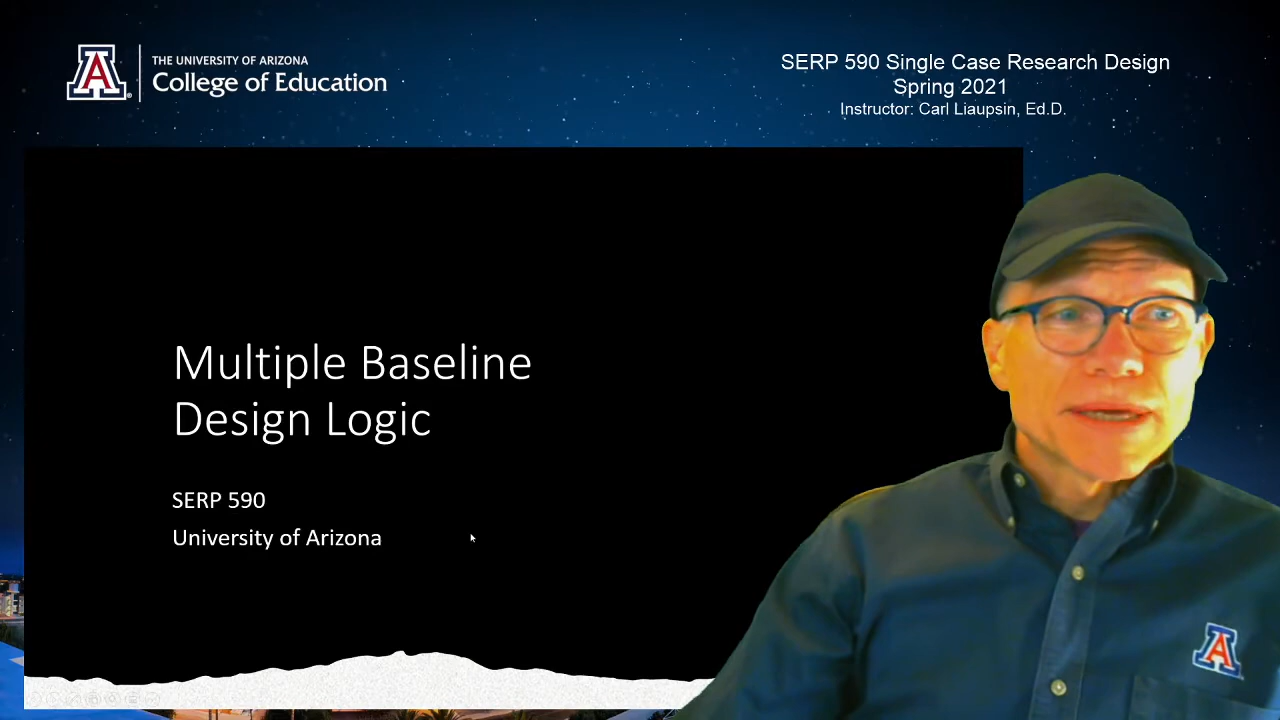 THE UNIVERSITY OF ARIZONA
College of Education
SERP 590 Single Case Research Design
Spring 2021
Instructor: Carl Liaupsin, Ed.D.
Multiple Baseline
Design Logic
SERP 590
University of Arizona
A
A